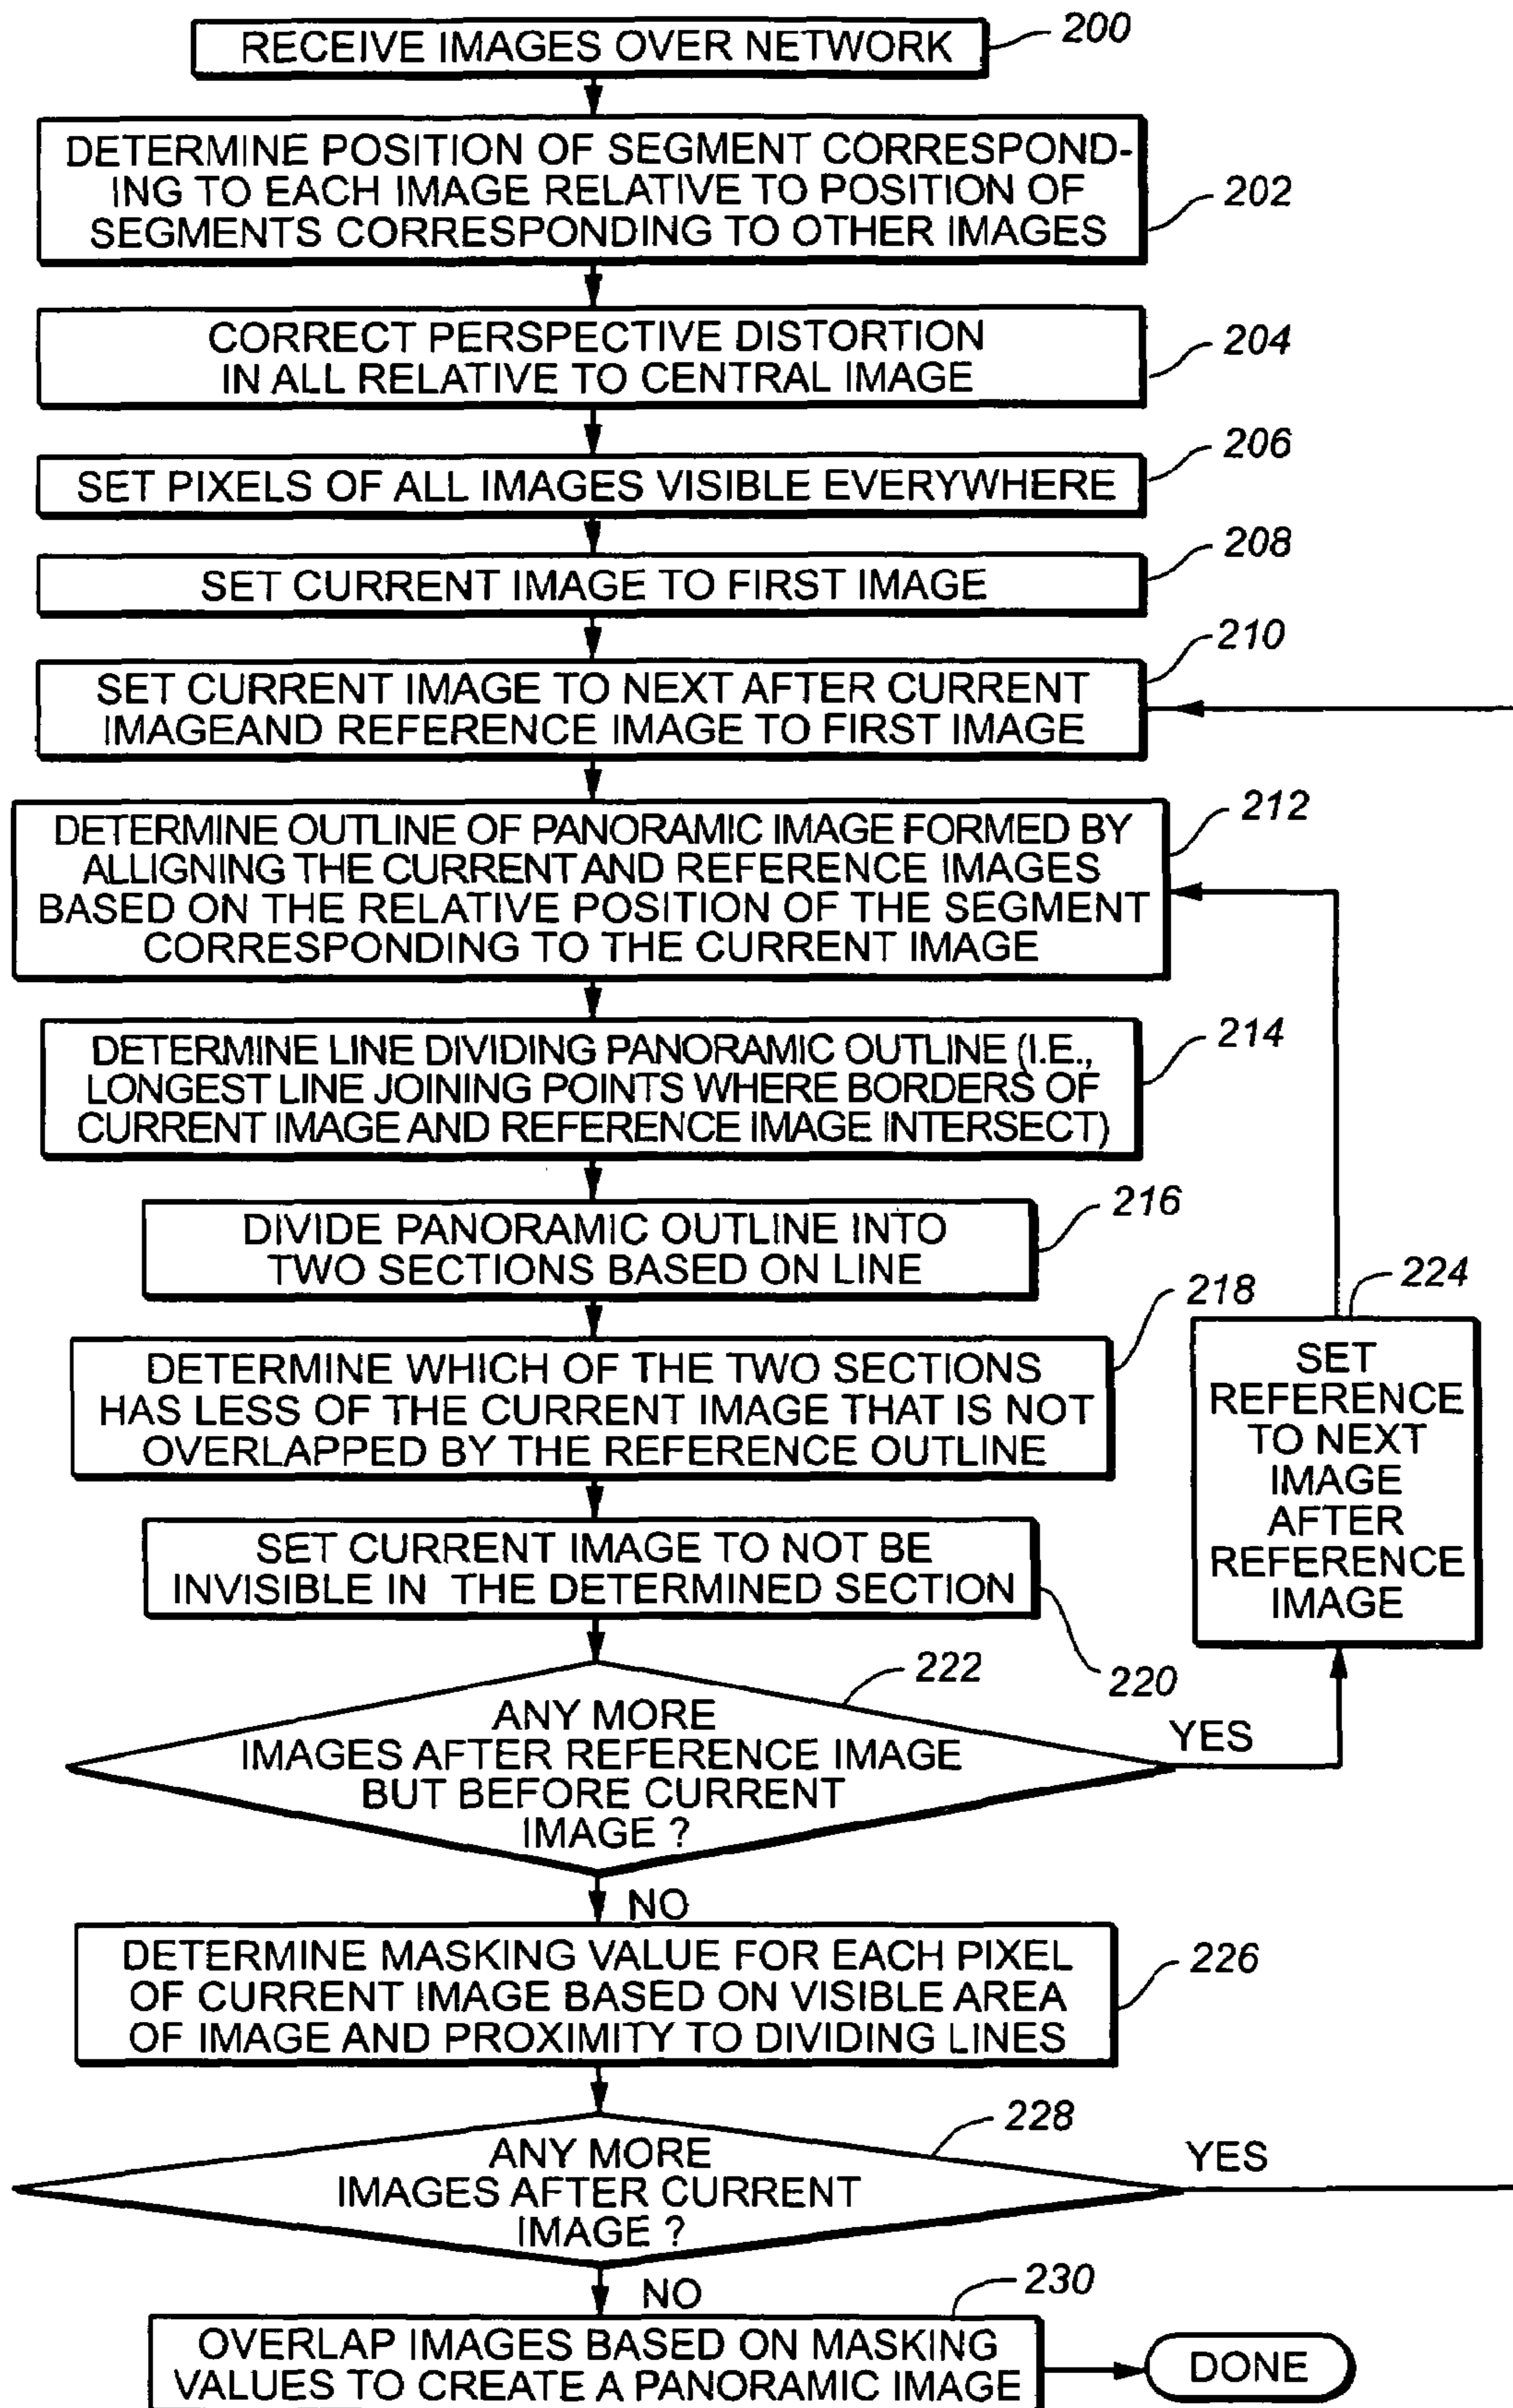 RECEIVE IMAGES OVER NETWORK
200
DETERMINE POSITION OF SEGMENT CORRESPOND-
ING TO EACH IMAGE RELATIVE TO POSITION OF
SEGMENTS CORRESPONDING TO OTHER IMAGES
202
CORRECT PERSPECTIVE DISTORTION
IN ALL RELATIVE TO CENTRAL IMAGE
204
SET PIXELS OF ALL IMAGES VISIBLE EVERYWHERE
206
SET CURRENT IMAGE TO FIRST IMAGE
208
SET CURRENT IMAGE TO NEXT AFTER CURRENT
IMAGEAND REFERENCE IMAGE TO FIRST IMAGE
210
DETERMINE OUTLINE OF PANORAMIC IMAGE FORMED BY
ALLIGNING THE CURRENT AND REFERENCE IMAGES
BASED ON THE RELATIVE POSITION OF THE SEGMENT
CORRESPONDING TO THE CURRENT IMAGE
212
DETERMINE LINE DIVIDING PANORAMIC OUTLINE (I.E.,
LONGEST LINE JOINING POINTS WHERE BORDERS OF
CURRENT IMAGE AND REFERENCE IMAGE INTERSECT)
214
DIVIDE PANORAMIC OUTLINE INTO
TWO SECTIONS BASED ON LINE
216
DETERMINE WHICH OF THE TWO SECTIONS
HAS LESS OF THE CURRENT IMAGE THAT IS NOT
OVERLAPPED BY THE REFERENCE OUTLINE
218
SET CURRENT IMAGE TO NOT BE
INVISIBLE IN THE DETERMINED SECTION
220
ANY MORE
IMAGES AFTER REFERENCE IMAGE
BUT BEFORE CURRENT
IMAGE ?
222
YES
SET
REFERENCE
TO NEXT
IMAGE
AFTER
REFERENCE
IMAGE
224
NO
DETERMINE MASKING VALUE FOR EACH PIXEL
OF CURRENT IMAGE BASED ON VISIBLE AREA
OF IMAGE AND PROXIMITY TO DIVIDING LINES
226
ANY MORE
IMAGES AFTER CURRENT
IMAGE ?
228
YES
NO
OVERLAP IMAGES BASED ON MASKING
VALUES TO CREATE A PANORAMIC IMAGE
230
DONE